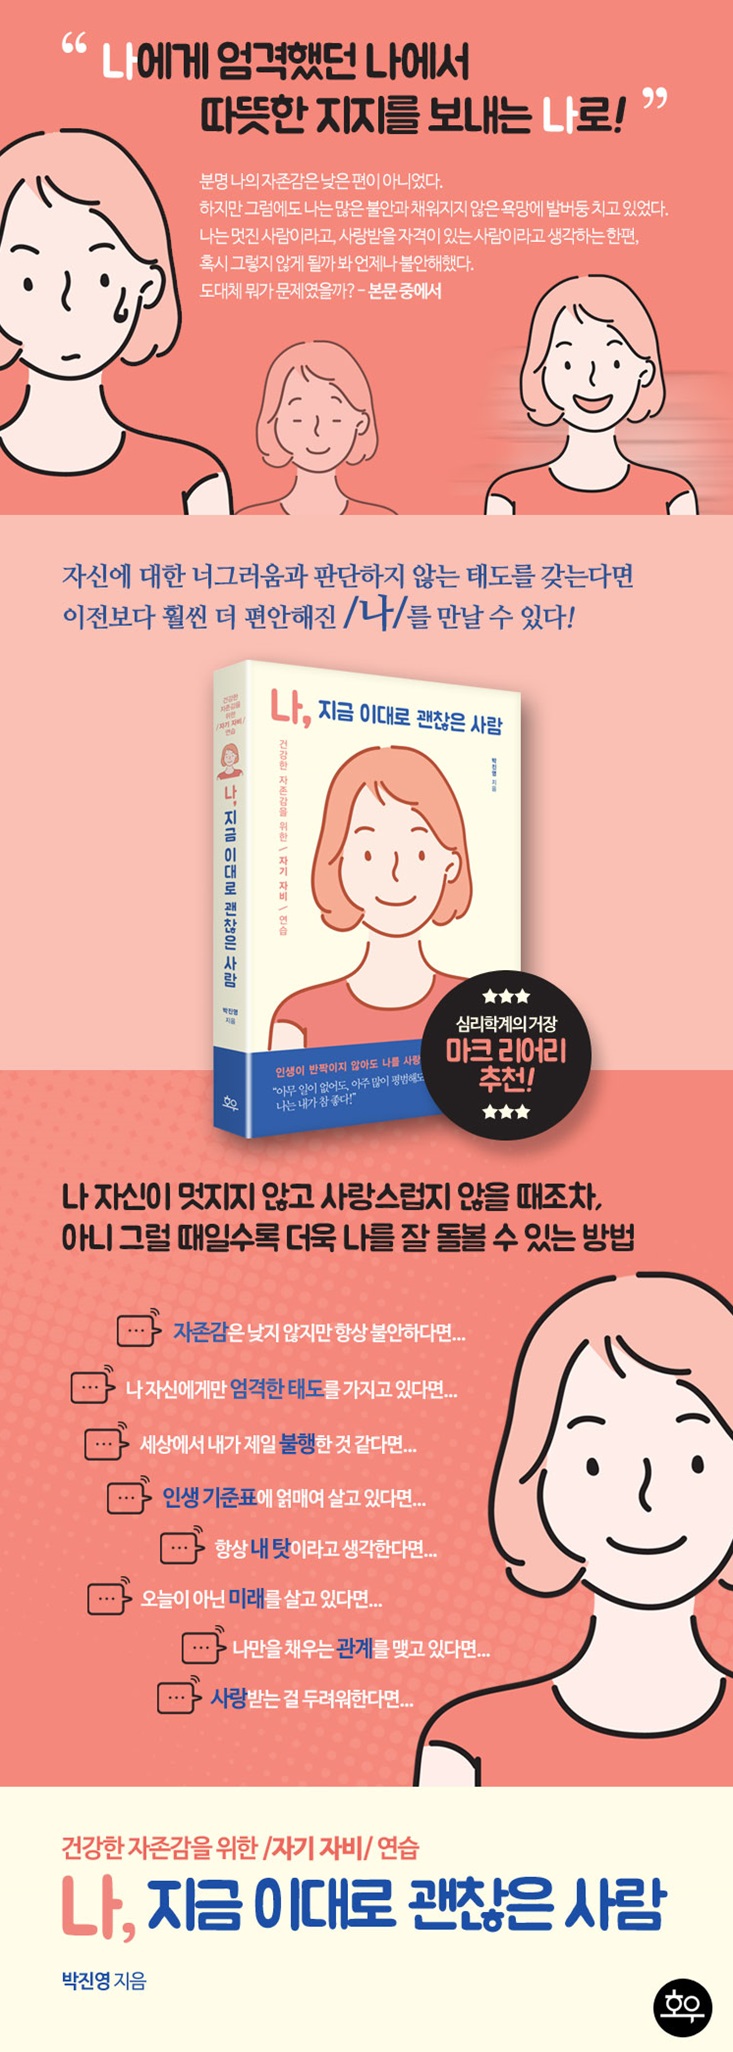 “ 나에게 엄격했던 나에서
따뜻한 지지를 보내는 나로! ”
분명 나의 자존감은 낮은 편이 아니었다.
하지만 그럼에도 나는 많은 불안과 채워지지 않은 욕망에 발버둥 치고 있었다.
나는 멋진 사람이라고, 사랑받을 자격이 있는 사람이라고 생각하는 한편,
혹시 그렇지 않게 될까 봐 언제나 불안해했다.
도대체 뭐가 문제였을까? - 본문 중에서
자신에 대한 너그러움과 판단하지 않는 태도를 갖는다면
이전보다 훨씬 더 편안해진 /나/를 만날 수 있다!
건강한
자존감을
위한
/자기 자비/
연습
나, 지금 이대로 괜찮은 사람
박진영
지음
호우
나, 지금 이대로 괜찮은 사람
박진영 지음
건강한 자존감을 위한 /자기 자비/ 연습
인생이 반짝이지 않아도 나를 사랑
“아무 일이 없어도, 아주 많이 평범해도
나는 내가 참 좋다!”
★★★
심리학계의 거장
마크 리어리
추천!
★★★
나 자신이 멋지지 않고 사랑스럽지 않을 때조차,
아니 그럴 때일수록 더욱 나를 잘 돌볼 수 있는 방법
자존감은 낮지 않지만 항상 불안하다면...
나 자신에게만 엄격한 태도를 가지고 있다면...
세상에서 내가 제일 불행한 것 같다면...
인생 기준표에 얽매여 살고 있다면...
항상 내 탓이라고 생각한다면...
오늘이 아닌 미래를 살고 있다면...
나만을 채우는 관계를 맺고 있다면...
사랑받는 걸 두려워한다면...
건강한 자존감을 위한 /자기 자비/ 연습
나, 지금 이대로 괜찮은 사람
박진영 지음
호우